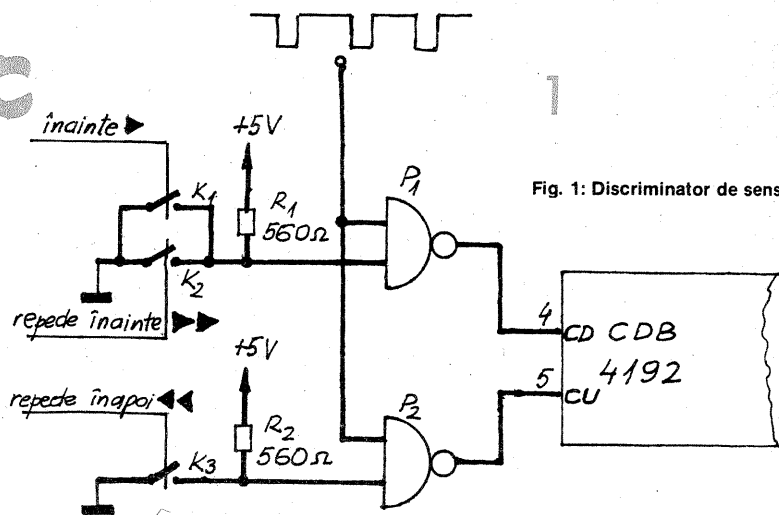 C
1
înainte ▶
+5V
K1
R1
560Ω
K2
P1
Fig. 1: Discriminator de sens
repede înainte ▶▶
4
CD CDB
4192
5
CU
+5V
repede înapoi ◀◀
R2
560Ω
P2
K3